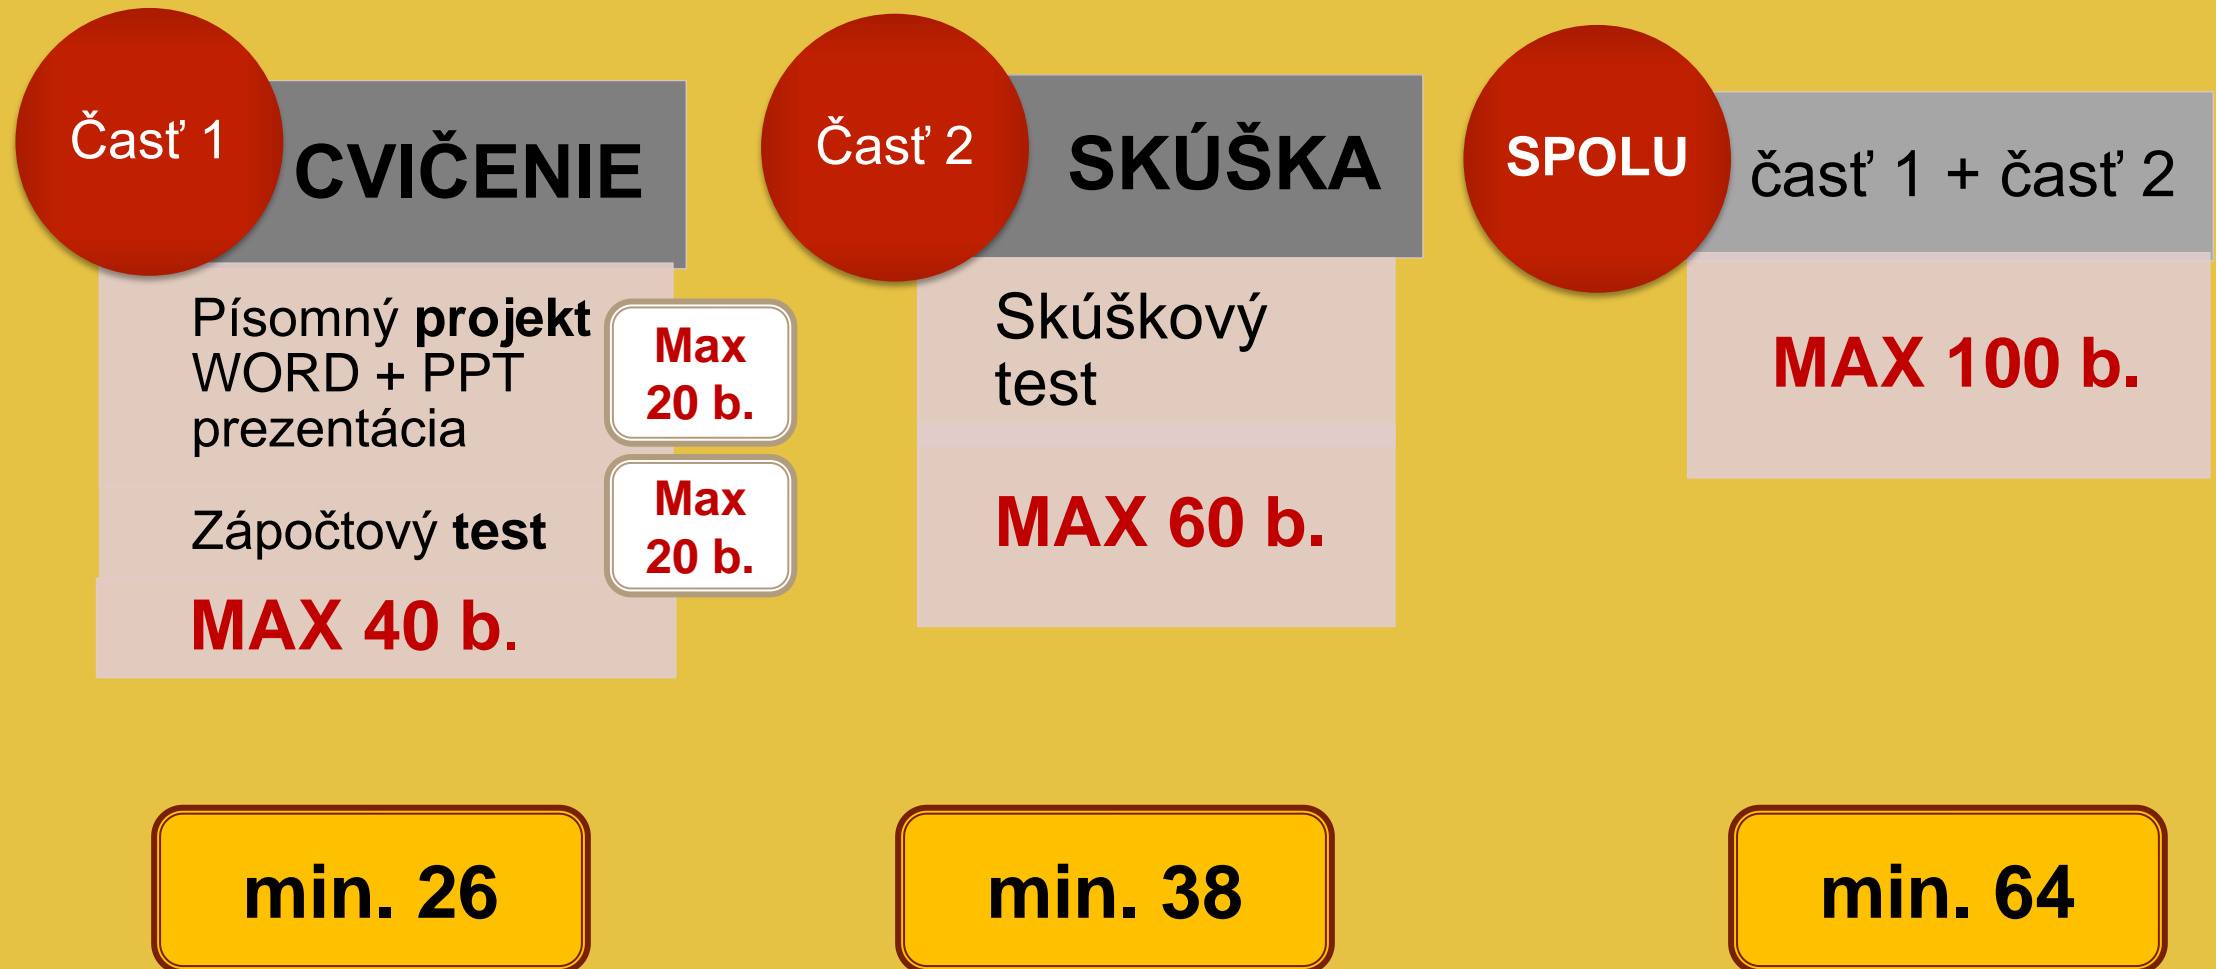 Časť 1
CVIČENIE
Písomný projekt
WORD + PPT
prezentácia
Max
20 b.
Zápočtový test
Max
20 b.
MAX 40 b.
min. 26
Časť 2
SKÚŠKA
Skúškový
test
MAX 60 b.
min. 38
SPOLU
časť 1 + časť 2
MAX 100 b.
min. 64